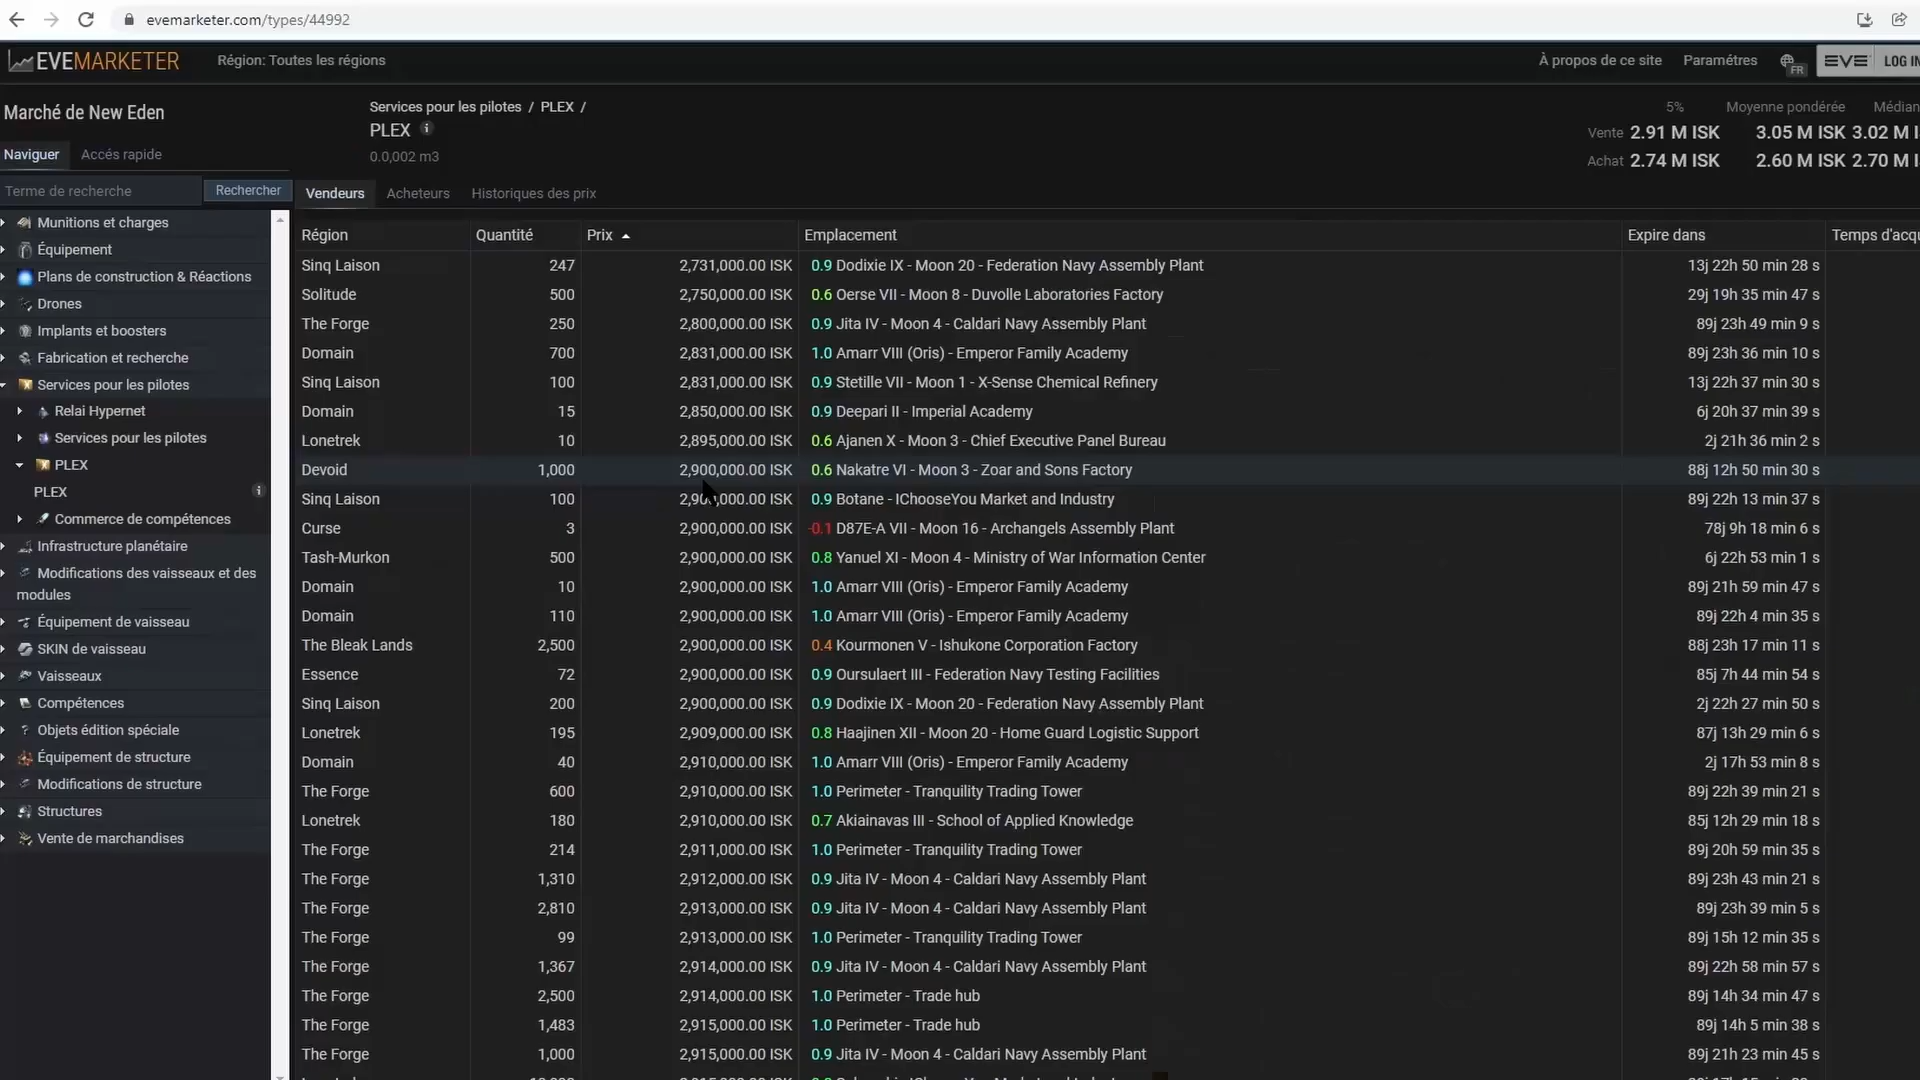 evemarketer.com/types/44992
EVEMARKETER Région: Toutes les régions À propos de ce site Paramétres FR EVE LOG IN
Marché de New Eden
Services pour les pilotes / PLEX /
PLEX
0.0,002 m3
5% Moyenne pondérée Médian
Vente 2.91 M ISK 3.05 M ISK 3.02 M I
Achat 2.74 M ISK 2.60 M ISK 2.70 M I
Naviguer Accés rapide
Terme de recherche Rechercher
Munitions et charges
Équipement
Plans de construction & Réactions
Drones
Implants et boosters
Fabrication et recherche
Services pour les pilotes
Relai Hypernet
Services pour les pilotes
PLEX
PLEX
Commerce de compétences
Infrastructure planétaire
Modifications des vaisseaux et des
modules
Équipement de vaisseau
SKIN de vaisseau
Vaisseaux
Compétences
Objets édition spéciale
Équipement de structure
Modifications de structure
Structures
Vente de marchandises
Vendeurs Acheteurs Historiques des prix
Région Quantité Prix Emplacement Expire dans Temps d'acqu
Sinq Laison 247 2,731,000.00 ISK 0.9 Dodixie IX - Moon 20 - Federation Navy Assembly Plant 13j 22h 50 min 28 s
Solitude 500 2,750,000.00 ISK 0.6 Oerse VII - Moon 8 - Duvolle Laboratories Factory 29j 19h 35 min 47 s
The Forge 250 2,800,000.00 ISK 0.9 Jita IV - Moon 4 - Caldari Navy Assembly Plant 89j 23h 49 min 9 s
Domain 700 2,831,000.00 ISK 1.0 Amarr VIII (Oris) - Emperor Family Academy 89j 23h 36 min 10 s
Sinq Laison 100 2,831,000.00 ISK 0.9 Stetille VII - Moon 1 - X-Sense Chemical Refinery 13j 22h 37 min 30 s
Domain 15 2,850,000.00 ISK 0.9 Deepari II - Imperial Academy 6j 20h 37 min 39 s
Lonetrek 10 2,895,000.00 ISK 0.6 Ajanen X - Moon 3 - Chief Executive Panel Bureau 2j 21h 36 min 2 s
Devoid 1,000 2,900,000.00 ISK 0.6 Nakatre VI - Moon 3 - Zoar and Sons Factory 88j 12h 50 min 30 s
Sinq Laison 100 2,900,000.00 ISK 0.9 Botane - IChooseYou Market and Industry 89j 22h 13 min 37 s
Curse 3 2,900,000.00 ISK -0.1 D87E-A VII - Moon 16 - Archangels Assembly Plant 78j 9h 18 min 6 s
Tash-Murkon 500 2,900,000.00 ISK 0.8 Yanuel XI - Moon 4 - Ministry of War Information Center 6j 22h 53 min 1 s
Domain 10 2,900,000.00 ISK 1.0 Amarr VIII (Oris) - Emperor Family Academy 89j 21h 59 min 47 s
Domain 110 2,900,000.00 ISK 1.0 Amarr VIII (Oris) - Emperor Family Academy 89j 22h 4 min 35 s
The Bleak Lands 2,500 2,900,000.00 ISK 0.4 Kourmonen V - Ishukone Corporation Factory 88j 23h 17 min 11 s
Essence 72 2,900,000.00 ISK 0.9 Oursulaert III - Federation Navy Testing Facilities 85j 7h 44 min 54 s
Sinq Laison 200 2,900,000.00 ISK 0.9 Dodixie IX - Moon 20 - Federation Navy Assembly Plant 2j 22h 27 min 50 s
Lonetrek 195 2,909,000.00 ISK 0.8 Haajinen XII - Moon 20 - Home Guard Logistic Support 87j 13h 29 min 6 s
Domain 40 2,910,000.00 ISK 1.0 Amarr VIII (Oris) - Emperor Family Academy 2j 17h 53 min 8 s
The Forge 600 2,910,000.00 ISK 1.0 Perimeter - Tranquility Trading Tower 89j 22h 39 min 21 s
Lonetrek 180 2,910,000.00 ISK 0.7 Akiainavas III - School of Applied Knowledge 85j 12h 29 min 18 s
The Forge 214 2,911,000.00 ISK 1.0 Perimeter - Tranquility Trading Tower 89j 20h 59 min 35 s
The Forge 1,310 2,912,000.00 ISK 0.9 Jita IV - Moon 4 - Caldari Navy Assembly Plant 89j 23h 43 min 21 s
The Forge 2,810 2,913,000.00 ISK 0.9 Jita IV - Moon 4 - Caldari Navy Assembly Plant 89j 23h 39 min 5 s
The Forge 99 2,913,000.00 ISK 1.0 Perimeter - Tranquility Trading Tower 89j 15h 12 min 35 s
The Forge 1,367 2,914,000.00 ISK 0.9 Jita IV - Moon 4 - Caldari Navy Assembly Plant 89j 22h 58 min 57 s
The Forge 2,500 2,914,000.00 ISK 1.0 Perimeter - Trade hub 89j 14h 34 min 47 s
The Forge 1,483 2,915,000.00 ISK 1.0 Perimeter - Trade hub 89j 14h 5 min 38 s
The Forge 1,000 2,915,000.00 ISK 0.9 Jita IV - Moon 4 - Caldari Navy Assembly Plant 89j 21h 23 min 45 s